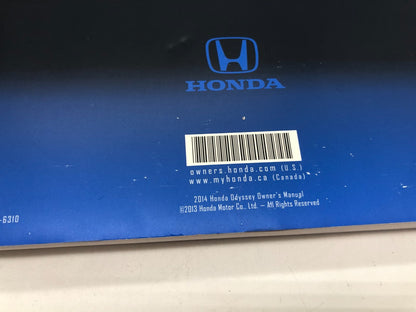 HONDA
owners.honda.com (U.S.)
www.myhonda.ca (Canada)
2014 Honda Odyssey Owner's Manual
©2013 Honda Motor Co., Ltd. — All Rights Reserved
-6310